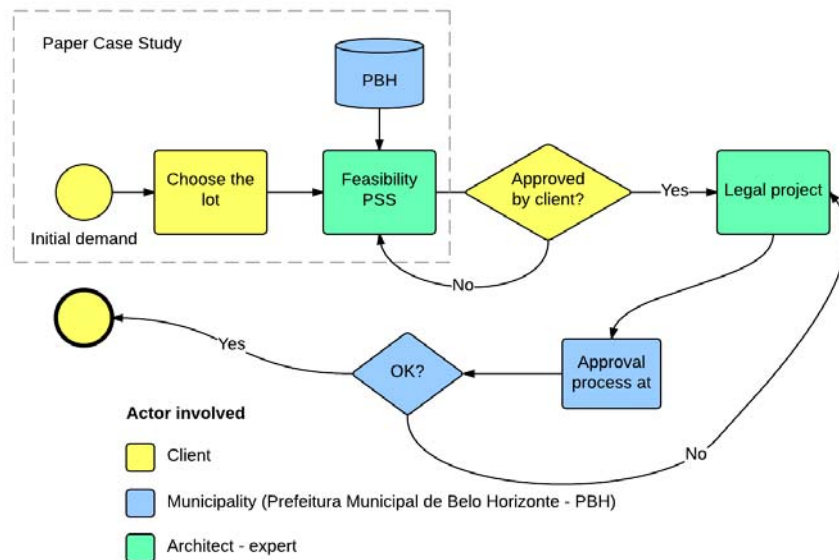 Paper Case Study
PBH
Choose the
lot
Feasibility
PSS
Approved
by client?
Yes
Legal project
Initial demand
No
Yes
OK?
Approval
process at
No
Actor involved
Client
Municipality (Prefeitura Municipal de Belo Horizonte - PBH)
Architect - expert